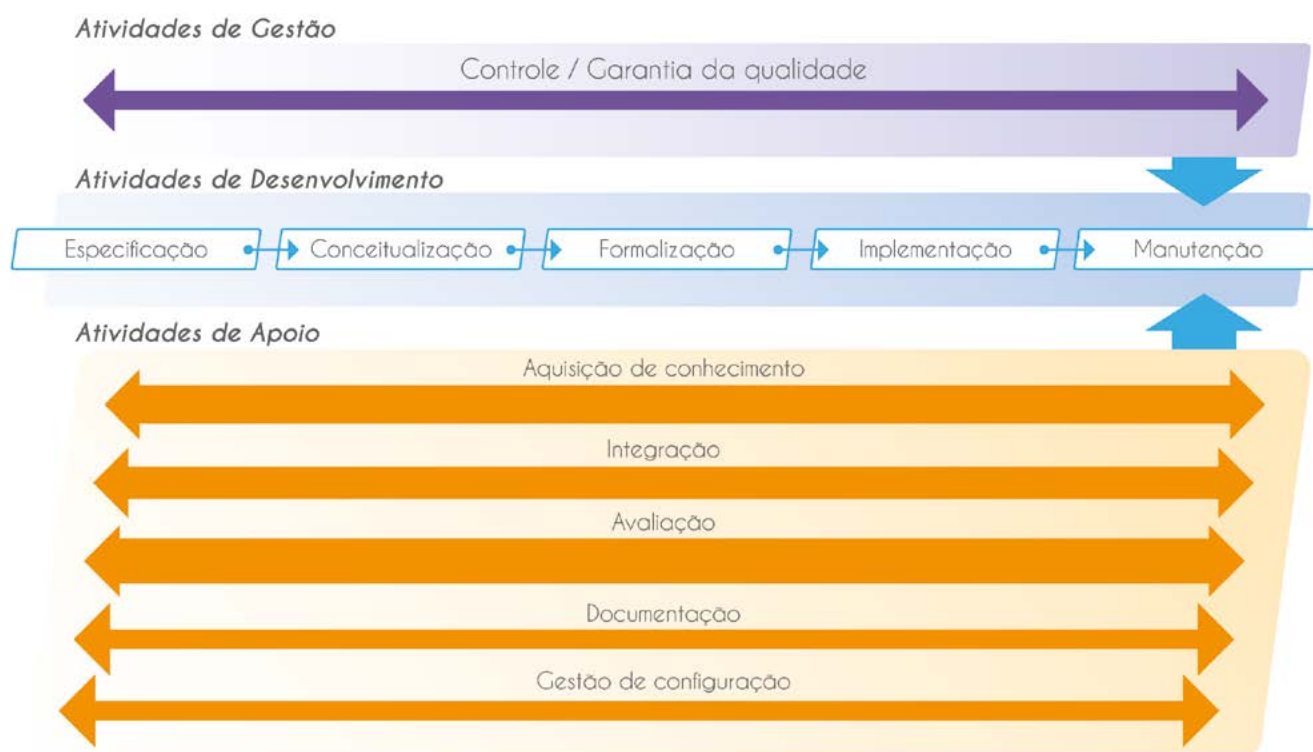 Atividades de Gestão
Controle / Garantia da qualidade
Atividades de Desenvolvimento
Especificação
Conceitualização
Formalização
Implementação
Manutenção
Atividades de Apoio
Aquisição de conhecimento
Integração
Avaliação
Documentação
Gestão de configuração